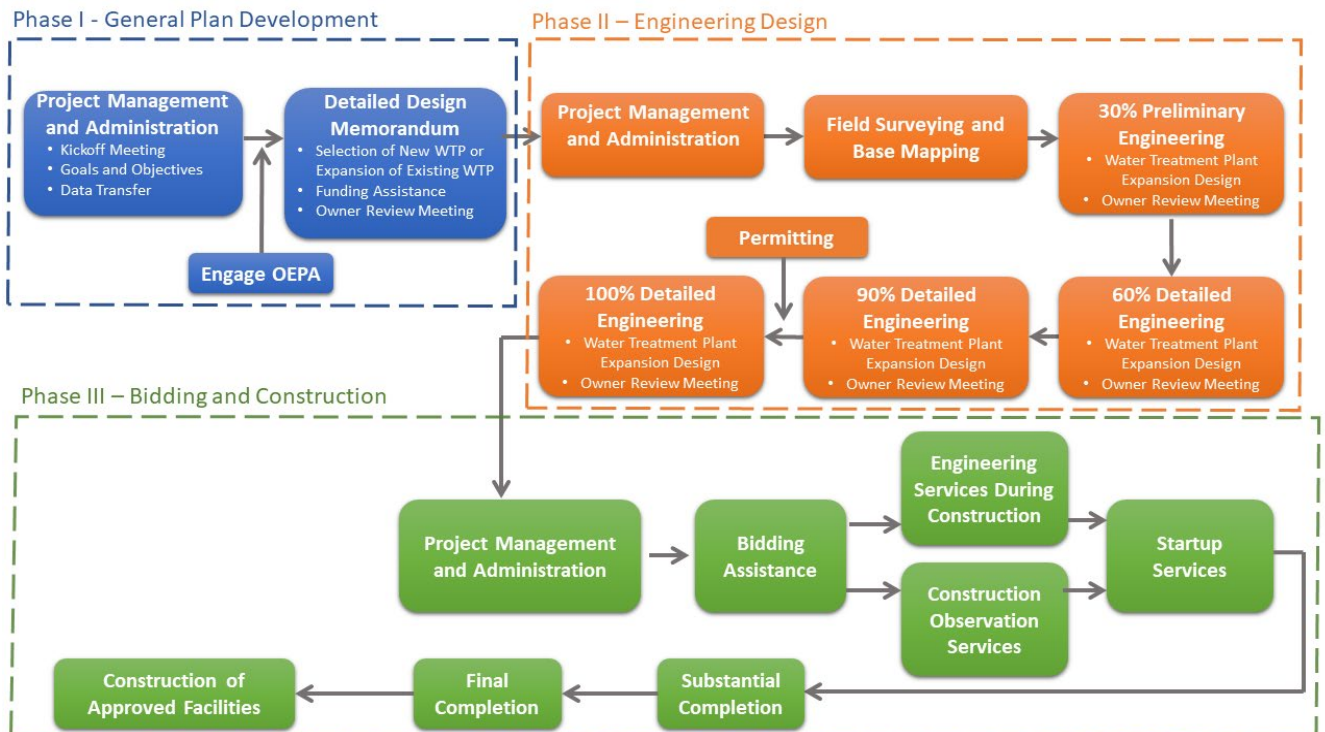 Phase I - General Plan Development
Project Management
and Administration
• Kickoff Meeting
• Goals and Objectives
• Data Transfer
Detailed Design
Memorandum
• Selection of New WTP or
Expansion of Existing WTP
• Funding Assistance
• Owner Review Meeting
Engage OEPA
Phase II – Engineering Design
Project Management
and Administration
Field Surveying and
Base Mapping
30% Preliminary
Engineering
• Water Treatment Plant
Expansion Design
• Owner Review Meeting
60% Detailed
Engineering
• Water Treatment Plant
Expansion Design
• Owner Review Meeting
90% Detailed
Engineering
• Water Treatment Plant
Expansion Design
• Owner Review Meeting
Permitting
100% Detailed
Engineering
• Water Treatment Plant
Expansion Design
• Owner Review Meeting
Phase III – Bidding and Construction
Project Management
and Administration
Bidding
Assistance
Engineering
Services During
Construction
Construction
Observation
Services
Startup
Services
Substantial
Completion
Final
Completion
Construction of
Approved Facilities